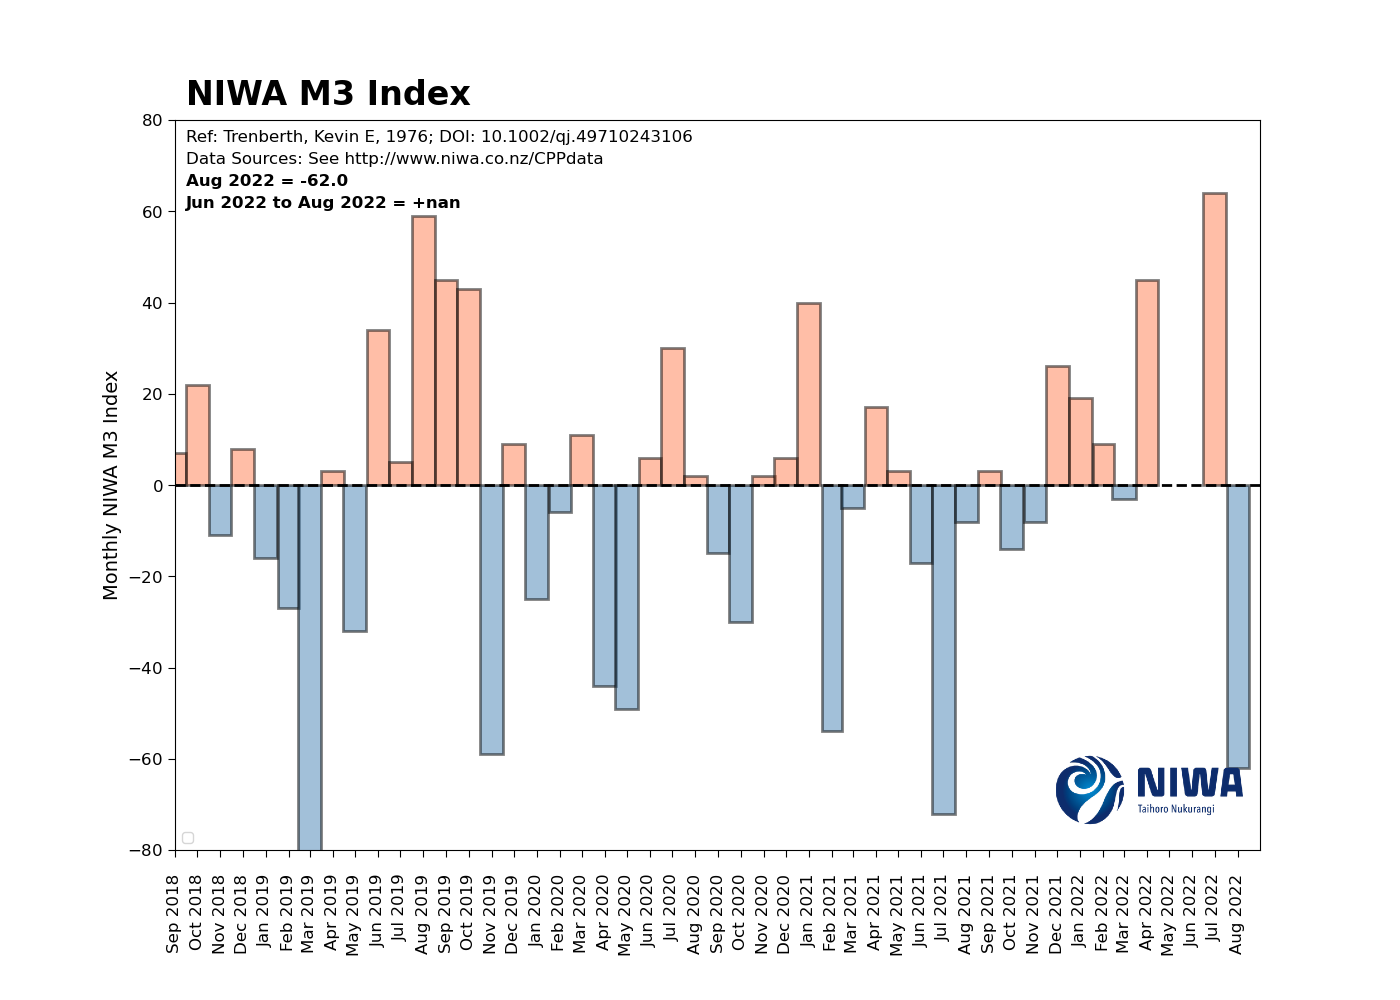 NIWA M3 Index
Ref: Trenberth, Kevin E, 1976; DOI: 10.1002/qj.49710243106
Data Sources: See http://www.niwa.co.nz/CPPdata
Aug 2022 = -62.0
Jun 2022 to Aug 2022 = +nan
Monthly NIWA M3 Index
80
60
40
20
0
−20
−40
−60
−80
NIWA
Taihoro Nukurangi
Sep 2018
Oct 2018
Nov 2018
Dec 2018
Jan 2019
Feb 2019
Mar 2019
Apr 2019
May 2019
Jun 2019
Jul 2019
Aug 2019
Sep 2019
Oct 2019
Nov 2019
Dec 2019
Jan 2020
Feb 2020
Mar 2020
Apr 2020
May 2020
Jun 2020
Jul 2020
Aug 2020
Sep 2020
Oct 2020
Nov 2020
Dec 2020
Jan 2021
Feb 2021
Mar 2021
Apr 2021
May 2021
Jun 2021
Jul 2021
Aug 2021
Sep 2021
Oct 2021
Nov 2021
Dec 2021
Jan 2022
Feb 2022
Mar 2022
Apr 2022
May 2022
Jun 2022
Jul 2022
Aug 2022